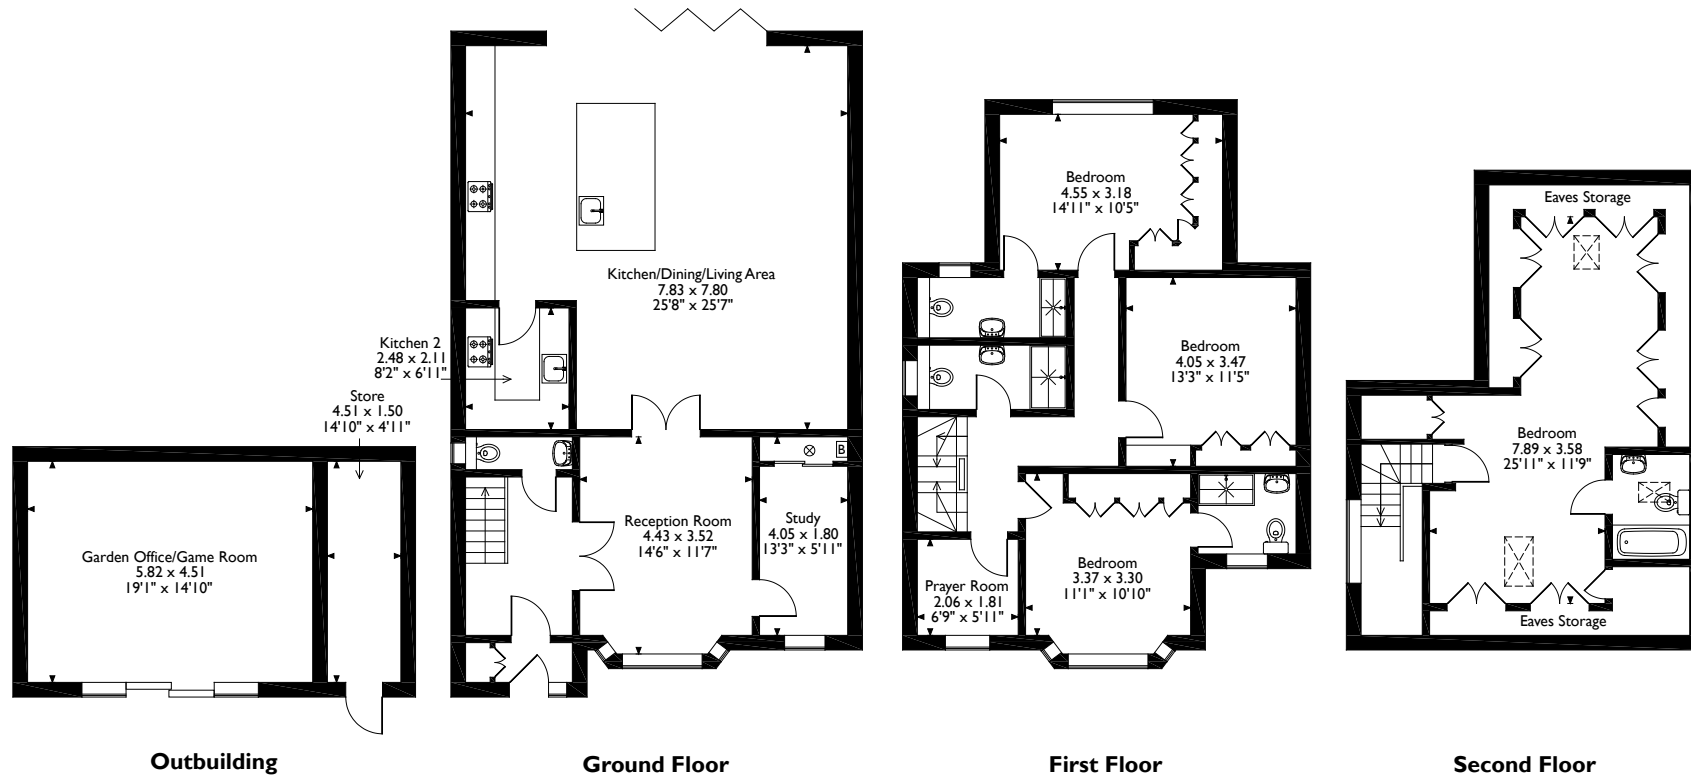 Garden Office/Game Room
5.82 x 4.51
19'1" x 14'10"
Store
4.51 x 1.50
14'10" x 4'11"
Outbuilding
Kitchen/Dining/Living Area
7.83 x 7.80
25'8" x 25'7"
Kitchen 2
2.48 x 2.11
8'2" x 6'11"
Reception Room
4.43 x 3.52
14'6" x 11'7"
B
Study
4.05 x 1.80
13'3" x 5'11"
Ground Floor
Bedroom
4.55 x 3.18
14'11" x 10'5"
Bedroom
4.05 x 3.47
13'3" x 11'5"
Bedroom
3.37 x 3.30
11'1" x 10'10"
Prayer Room
2.06 x 1.81
6'9" x 5'11"
First Floor
Eaves Storage
Bedroom
7.89 x 3.58
25'11" x 11'9"
Eaves Storage
Second Floor